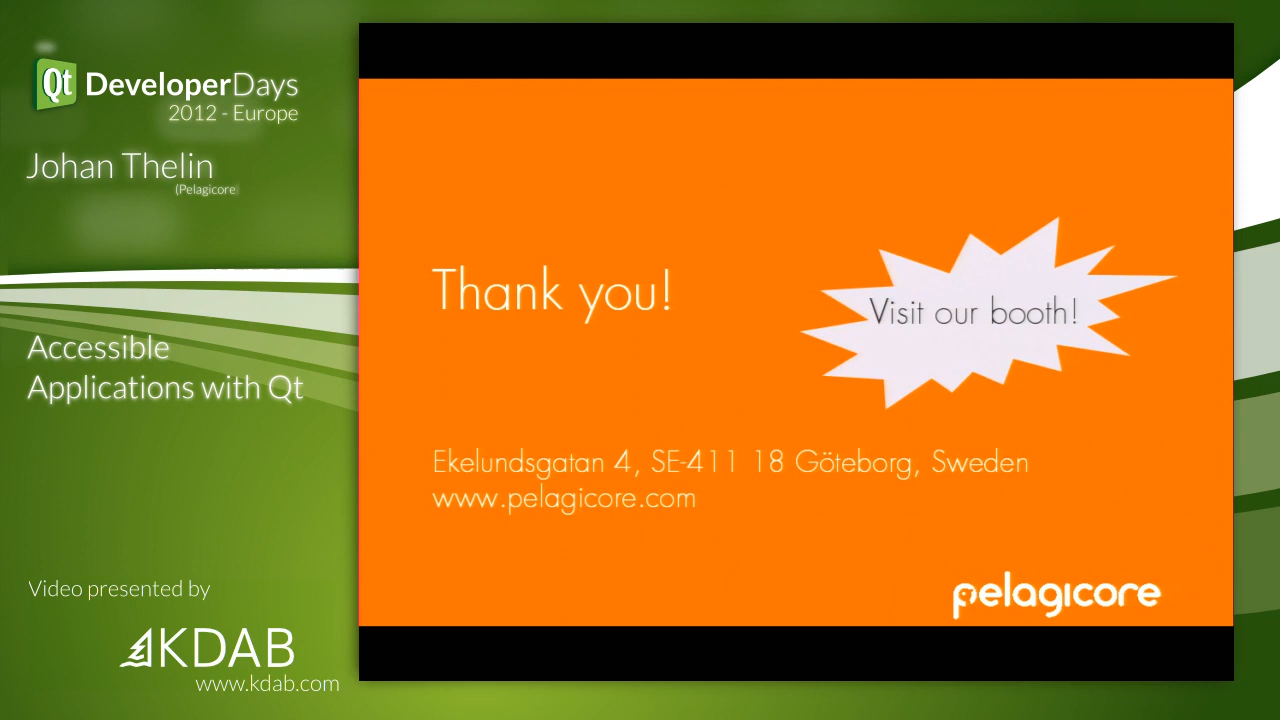 Qt DeveloperDays
2012 - Europe
Johan Thelin
(Pelagicore)
Accessible
Applications with Qt
Video presented by
KDAB
www.kdab.com
Thank you!
Visit our booth!
Ekelundsgatan 4, SE-411 18 Göteborg, Sweden
www.pelagicore.com
pelagicore